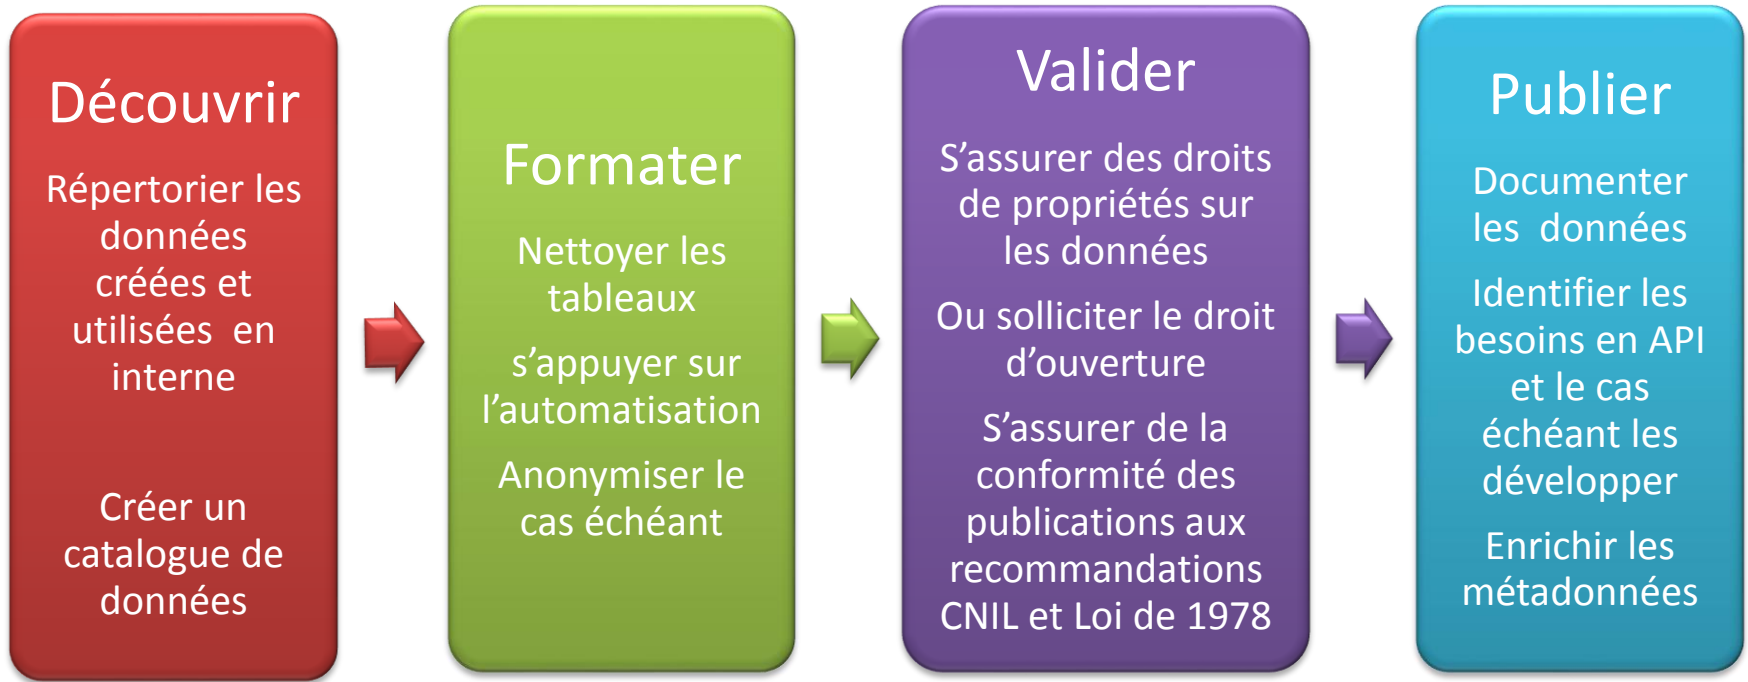 Découvrir
Répertorier les
données
créées et
utilisées en
interne
Créer un
catalogue de
données
Formater
Nettoyer les
tableaux
s’appuyer sur
l’automatisation
Anonymiser le
cas échéant
Valider
S’assurer des droits
de propriétés sur
les données
Ou solliciter le droit
d’ouverture
S’assurer de la
conformité des
publications aux
recommandations
CNIL et Loi de 1978
Publier
Documenter
les données
Identifier les
besoins en API
et le cas
échéant les
développer
Enrichir les
métadonnées